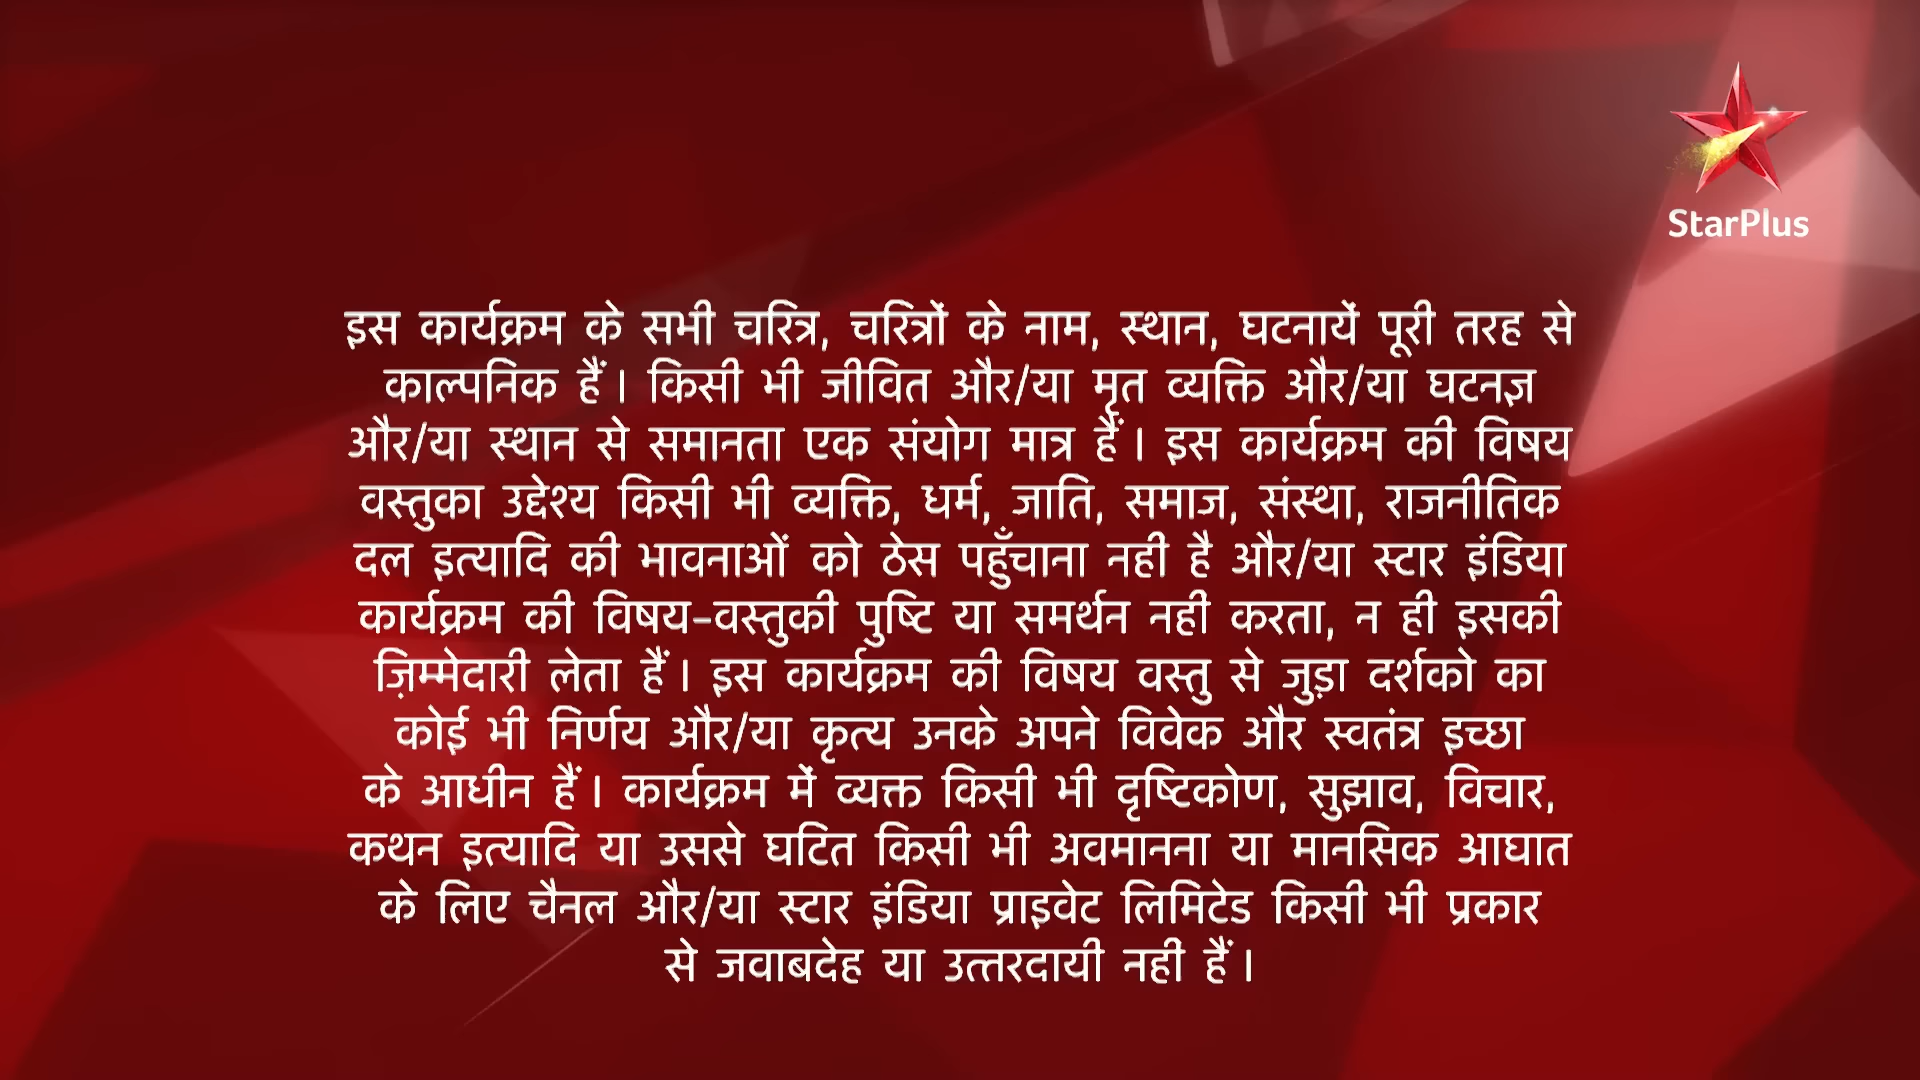 StarPlus
इस कार्यक्रम के सभी चरित्र, चरित्रों के नाम, स्थान, घटनायें पूरी तरह से
काल्पनिक हैं। किसी भी जीवित और/या मृत व्यक्ति और/या घटनज्ञ
और/या स्थान से समानता एक संयोग मात्र हैं। इस कार्यक्रम की विषय
वस्तुका उद्देश्य किसी भी व्यक्ति, धर्म, जाति, समाज, संस्था, राजनीतिक
दल इत्यादि की भावनाओं को ठेस पहुँचाना नही है और/या स्टार इंडिया
कार्यक्रम की विषय-वस्तुकी पुष्टि या समर्थन नही करता, न ही इसकी
ज़िम्मेदारी लेता हैं। इस कार्यक्रम की विषय वस्तु से जुड़ा दर्शको का
कोई भी निर्णय और/या कृत्य उनके अपने विवेक और स्वतंत्र इच्छा
के आधीन हैं। कार्यक्रम में व्यक्त किसी भी दृष्टिकोण, सुझाव, विचार,
कथन इत्यादि या उससे घटित किसी भी अवमानना या मानसिक आघात
के लिए चैनल और/या स्टार इंडिया प्राइवेट लिमिटेड किसी भी प्रकार
से जवाबदेह या उत्तरदायी नही हैं।